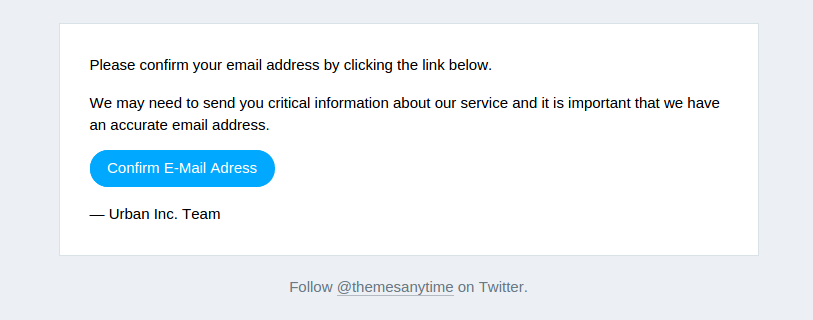 Please confirm your email address by clicking the link below.
We may need to send you critical information about our service and it is important that we have
an accurate email address.
Confirm E-Mail Adress
— Urban Inc. Team
Follow @themesanytime on Twitter.